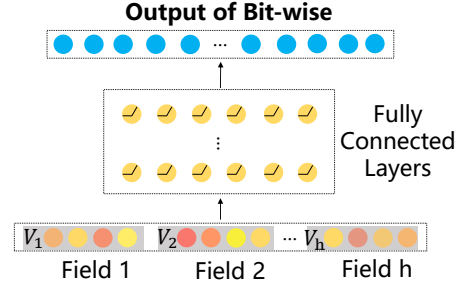 Output of Bit-wise
...
Fully
Connected
Layers
...
V1 V2 ... Vh
Field 1 Field 2 Field h